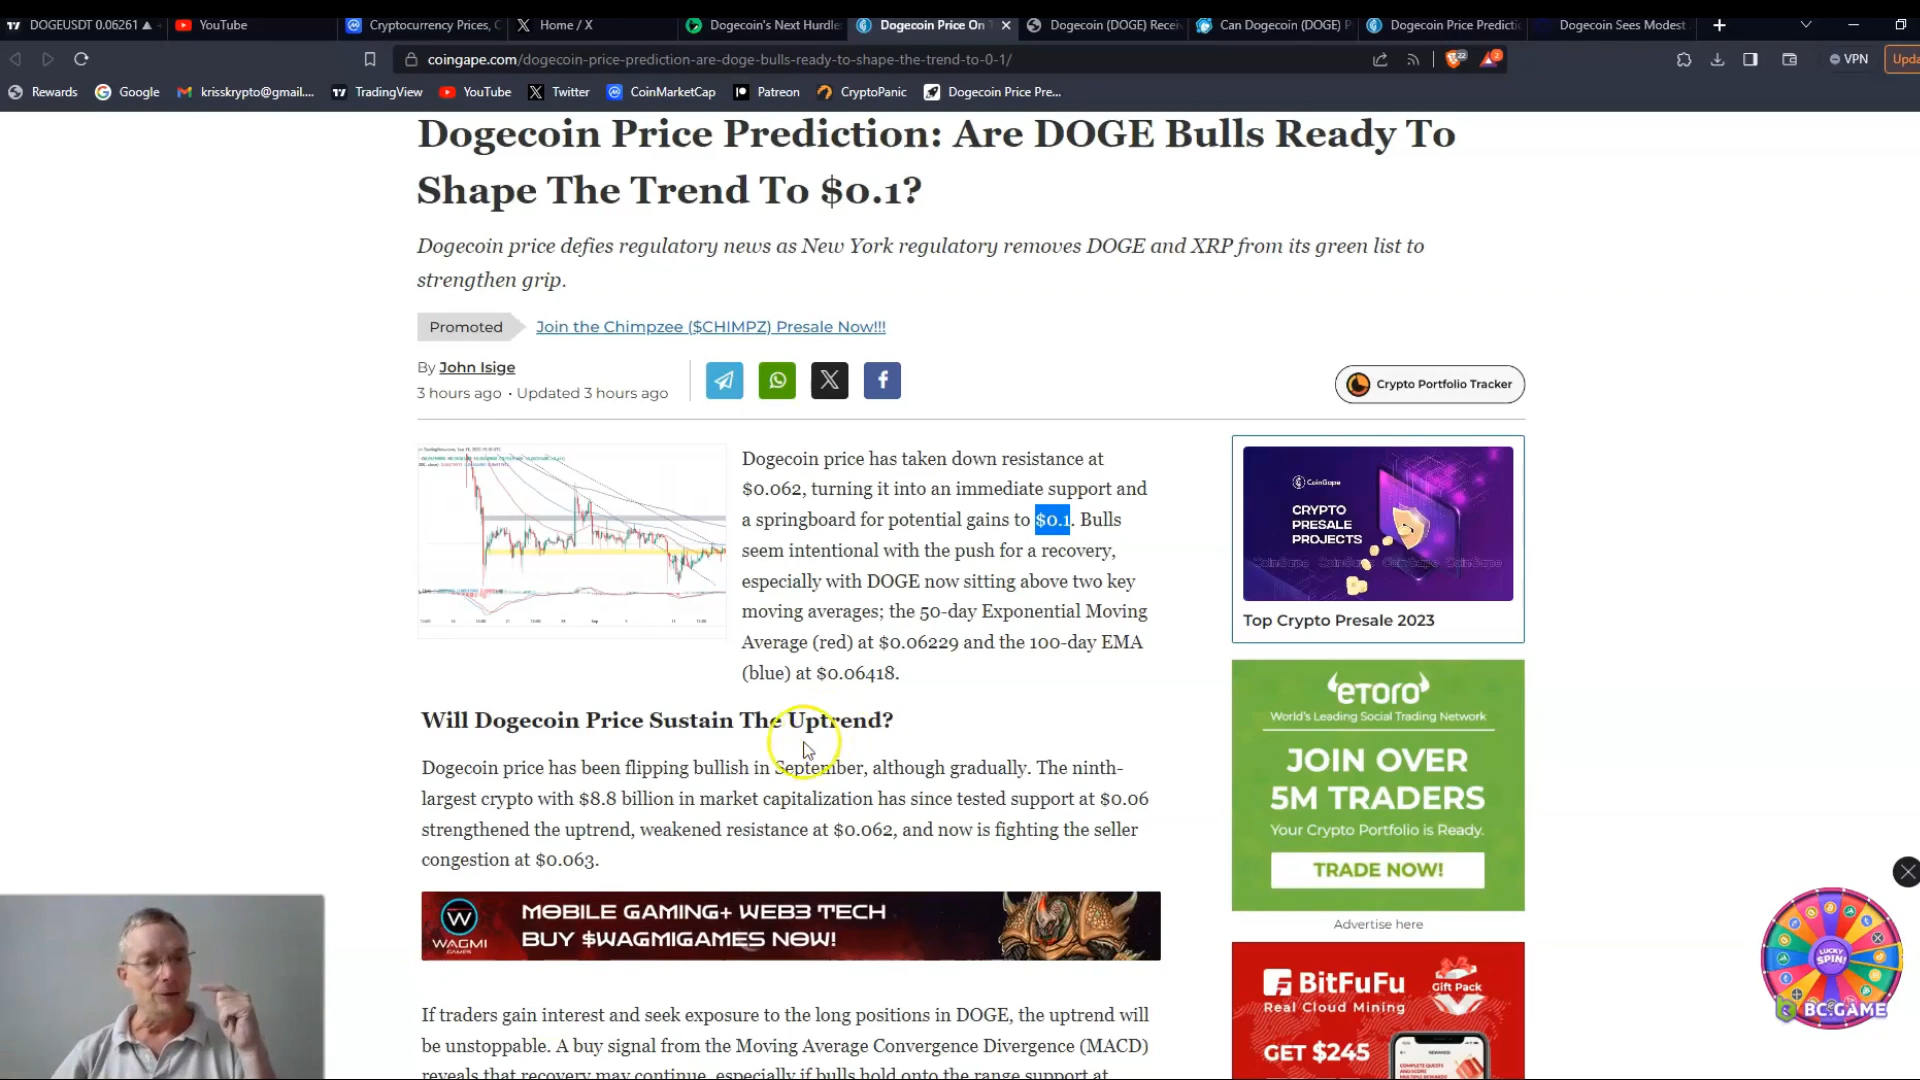 DOGEUSDT 0.06261
YouTube
Cryptocurrency Prices, C
Home / X
Dogecoin's Next Hurdle:
Dogecoin Price On T
Dogecoin (DOGE) Recei
Can Dogecoin (DOGE) P
Dogecoin Price Predictio
Dogecoin Sees Modest
coingape.com/dogecoin-price-prediction-are-doge-bulls-ready-to-shape-the-trend-to-0-1/
22
2
VPN
Upda
Rewards
Google
krisskrypto@gmail....
TradingView
YouTube
Twitter
CoinMarketCap
Patreon
CryptoPanic
Dogecoin Price Pre...
Dogecoin Price Prediction: Are DOGE Bulls Ready To
Shape The Trend To $0.1?
Dogecoin price defies regulatory news as New York regulatory removes DOGE and XRP from its green list to
strengthen grip.
Promoted
Join the Chimpzee ($CHIMPZ) Presale Now!!!
By John Isige
3 hours ago • Updated 3 hours ago
Crypto Portfolio Tracker
Dogecoin price has taken down resistance at
$0.062, turning it into an immediate support and
a springboard for potential gains to $0.1. Bulls
seem intentional with the push for a recovery,
especially with DOGE now sitting above two key
moving averages; the 50-day Exponential Moving
Average (red) at $0.06229 and the 100-day EMA
(blue) at $0.06418.
CoinGape
CRYPTO
PRESALE
PROJECTS
Top Crypto Presale 2023
Will Dogecoin Price Sustain The Uptrend?
Dogecoin price has been flipping bullish in September, although gradually. The ninth-
largest crypto with $8.8 billion in market capitalization has since tested support at $0.06
strengthened the uptrend, weakened resistance at $0.062, and now is fighting the seller
congestion at $0.063.
eToro
World's Leading Social Trading Network
JOIN OVER
5M TRADERS
Your Crypto Portfolio is Ready.
TRADE NOW!
Advertise here
WAGMI
GAMES
MOBILE GAMING+ WEB3 TECH
BUY $WAGMIGAMES NOW!
If traders gain interest and seek exposure to the long positions in DOGE, the uptrend will
be unstoppable. A buy signal from the Moving Average Convergence Divergence (MACD)
reveals that recovery may continue, especially if bulls hold onto the range support at
BitFuFu
Real Cloud Mining
Gift Pack
GET $245
LUCKY
SPIN!
BC.GAME